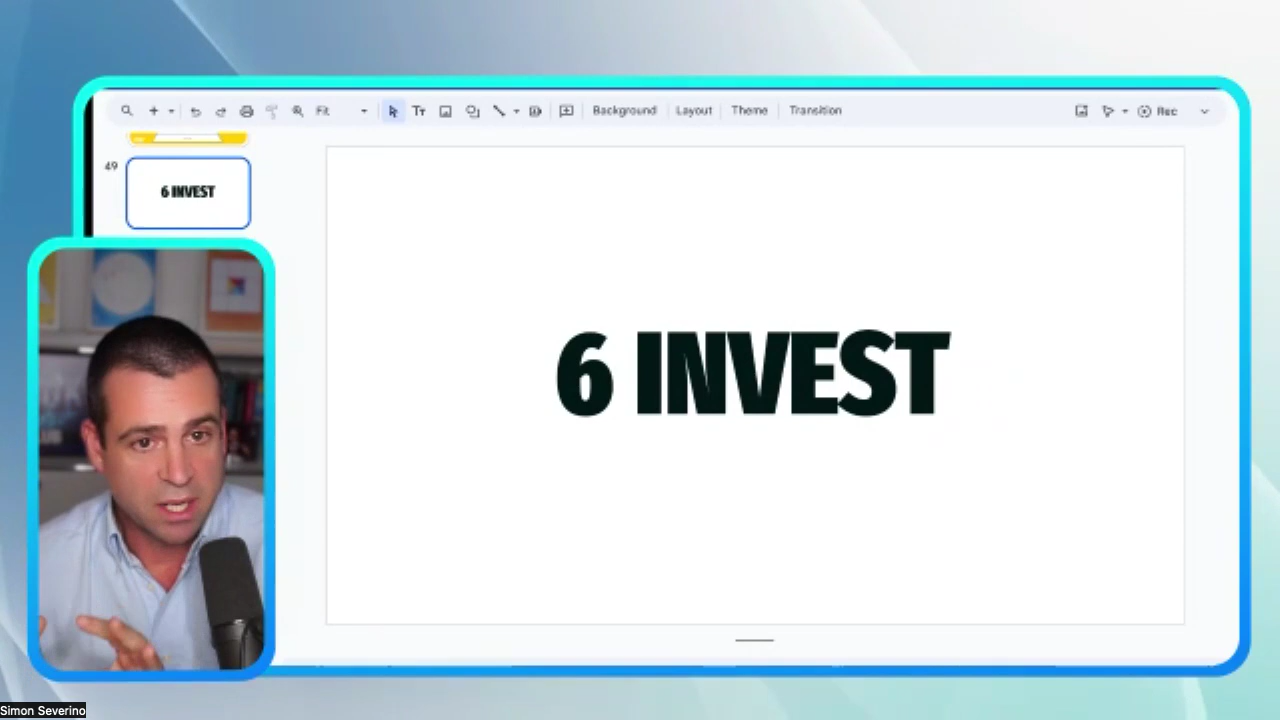 Fit
Background Layout Theme Transition
Rec
49
6 INVEST
6 INVEST
Simon Severino